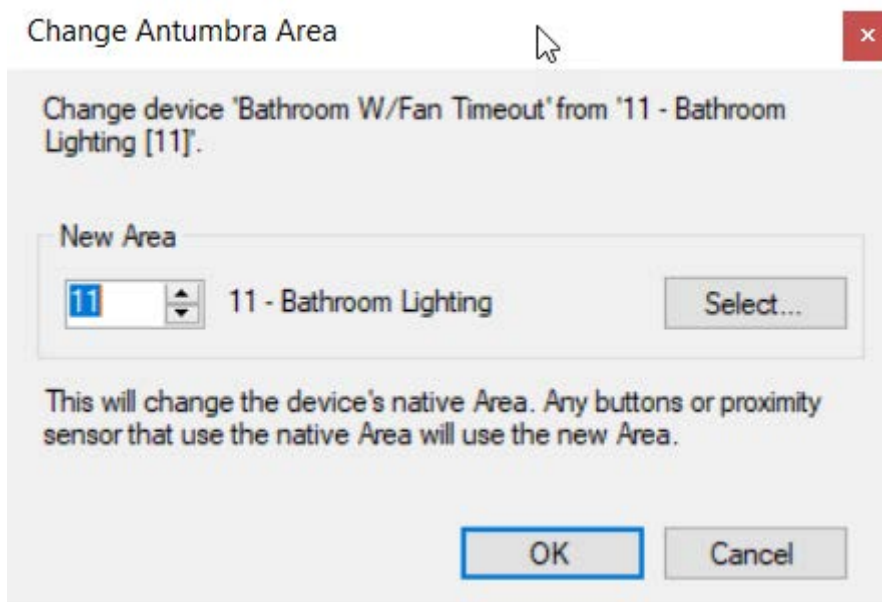 Change Antumbra Area
Change device 'Bathroom W/Fan Timeout' from '11 - Bathroom
Lighting [11]'.
New Area
11 11 - Bathroom Lighting Select...
This will change the device's native Area. Any buttons or proximity
sensor that use the native Area will use the new Area.
OK Cancel